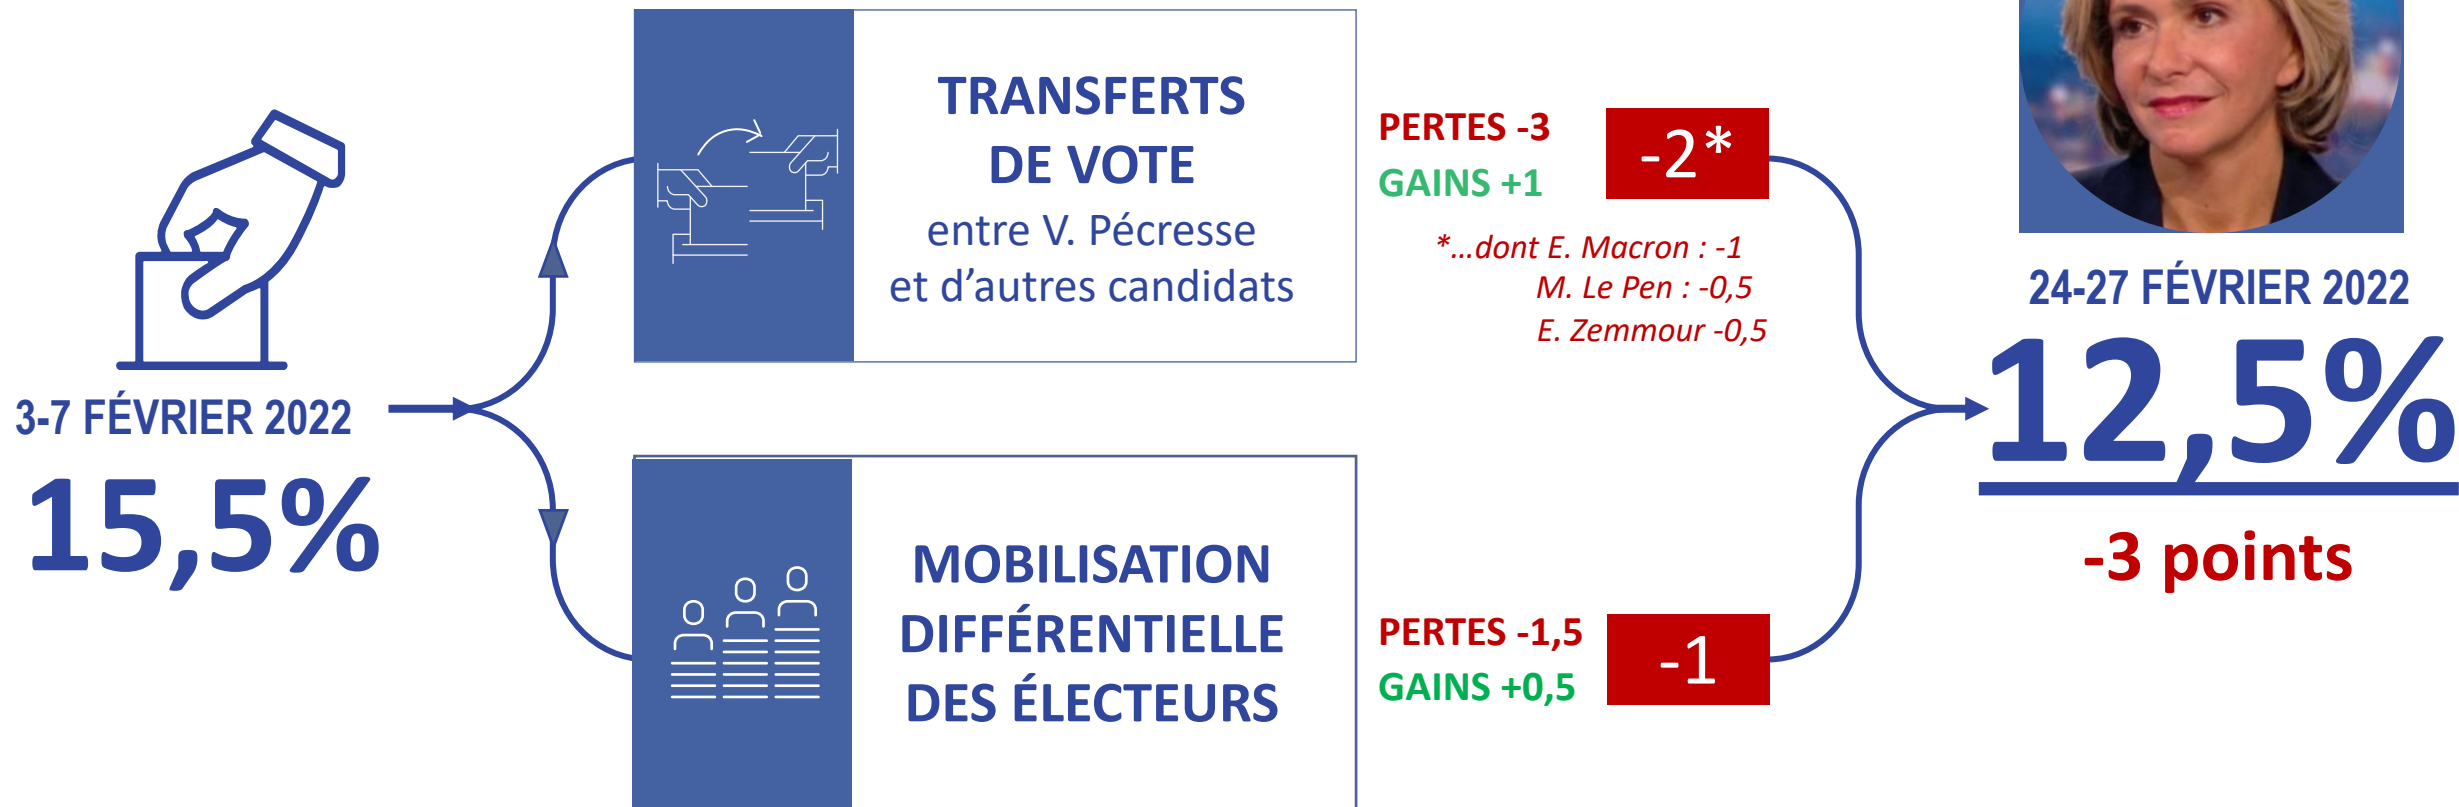 3-7 FÉVRIER 2022
15,5%
TRANSFERTS
DE VOTE
entre V. Pécresse
et d’autres candidats
PERTES -3
GAINS +1
-2*
*…dont E. Macron : -1
M. Le Pen : -0,5
E. Zemmour -0,5
MOBILISATION
DIFFÉRENTIELLE
DES ÉLECTEURS
PERTES -1,5
GAINS +0,5
-1
24-27 FÉVRIER 2022
12,5%
-3 points